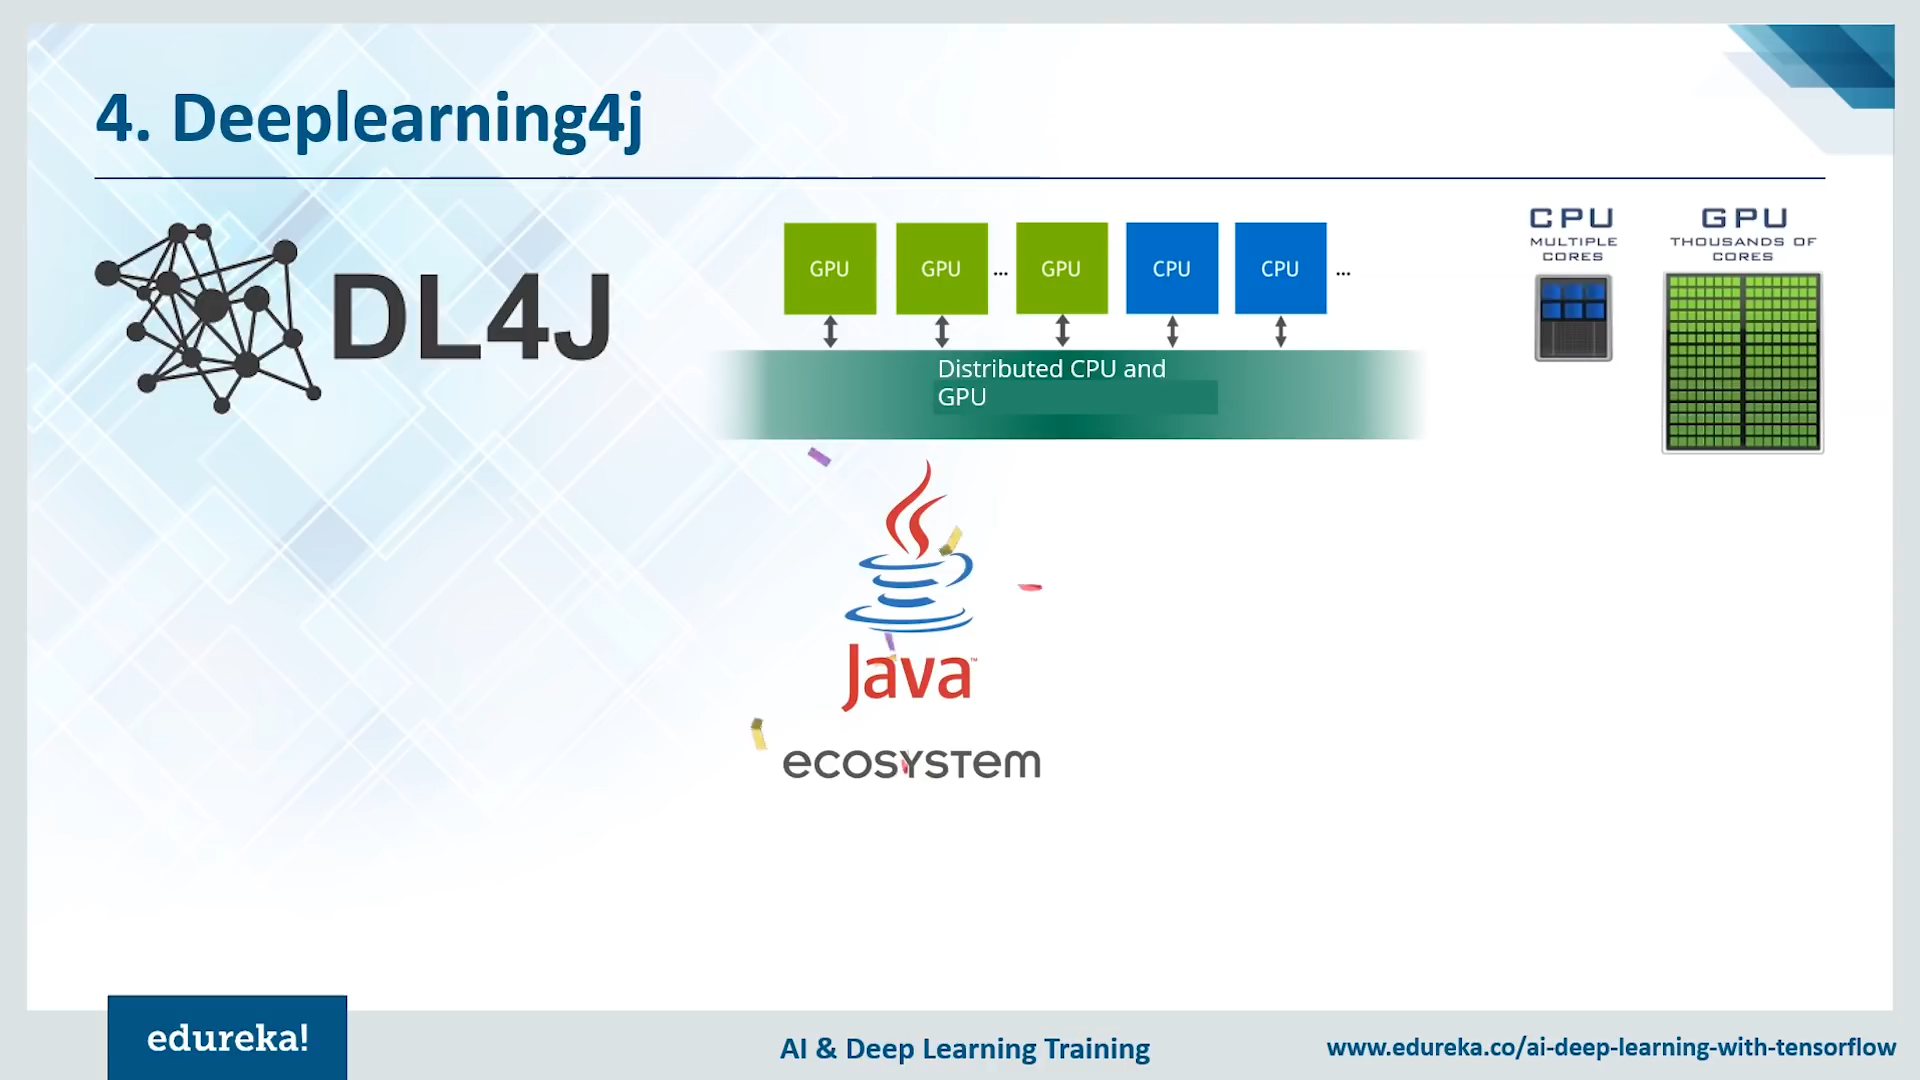 4. Deeplearning4j
DL4J
GPU GPU ... GPU CPU CPU ...
Distributed CPU and
GPU
CPU
MULTIPLE
CORES
GPU
THOUSANDS OF
CORES
Java™
ecosystem
edureka!
AI & Deep Learning Training
www.edureka.co/ai-deep-learning-with-tensorflow